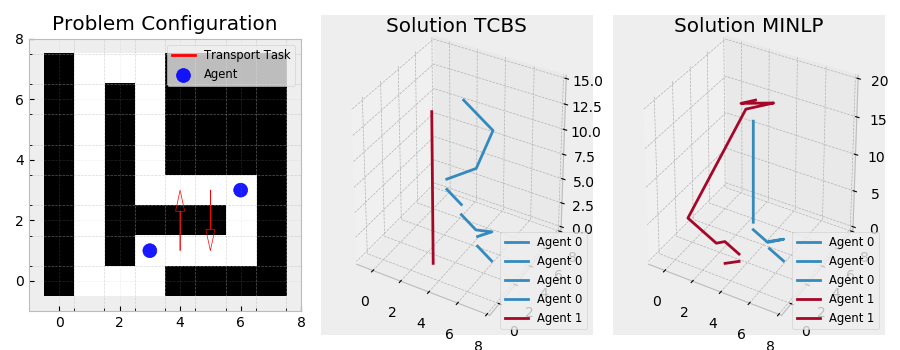 Problem Configuration
Transport Task
Agent
8
6
4
2
0
0
2
4
6
8
Solution TCBS
15.0
12.5
10.0
7.5
5.0
2.5
0.0
0
2
4
6
8
0
Agent 0
Agent 0
Agent 0
Agent 0
Agent 1
Solution MINLP
20
15
10
5
0
0
2
4
6
8
0
Agent 0
Agent 0
Agent 0
Agent 1
Agent 1